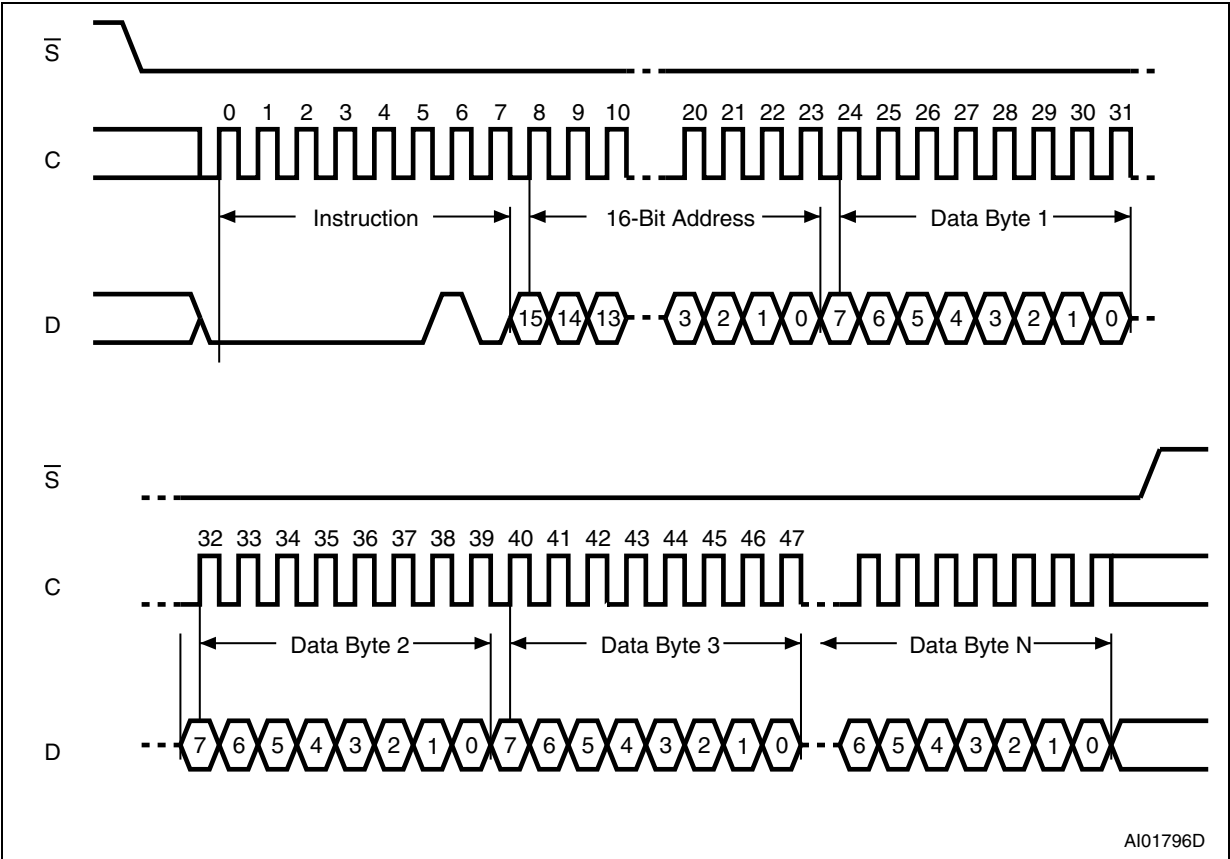 S̅
0 1 2 3 4 5 6 7 8 9 10 20 21 22 23 24 25 26 27 28 29 30 31
C
Instruction 16-Bit Address Data Byte 1
D 15 14 13 3 2 1 0 7 6 5 4 3 2 1 0
S̅
32 33 34 35 36 37 38 39 40 41 42 43 44 45 46 47
C
Data Byte 2 Data Byte 3 Data Byte N
D 7 6 5 4 3 2 1 0 7 6 5 4 3 2 1 0 6 5 4 3 2 1 0
AI01796D